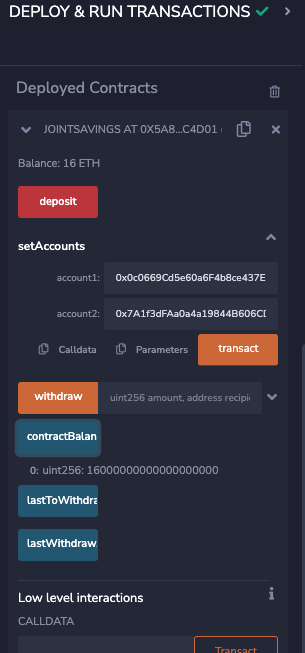 DEPLOY & RUN TRANSACTIONS
Deployed Contracts
JOINTSAVINGS AT 0X5A8...C4D01 (
Balance: 16 ETH
deposit
setAccounts
account1: 0x0c0669Cd5e60a6F4b8ce437E
account2: 0x7A1f3dFAa0a4a19844B606C
Calldata Parameters transact
withdraw uint256 amount, address recipi
contractBalan
0: uint256: 16000000000000000000
lastToWithdra
lastWithdraw
Low level interactions
CALLDATA
Transact